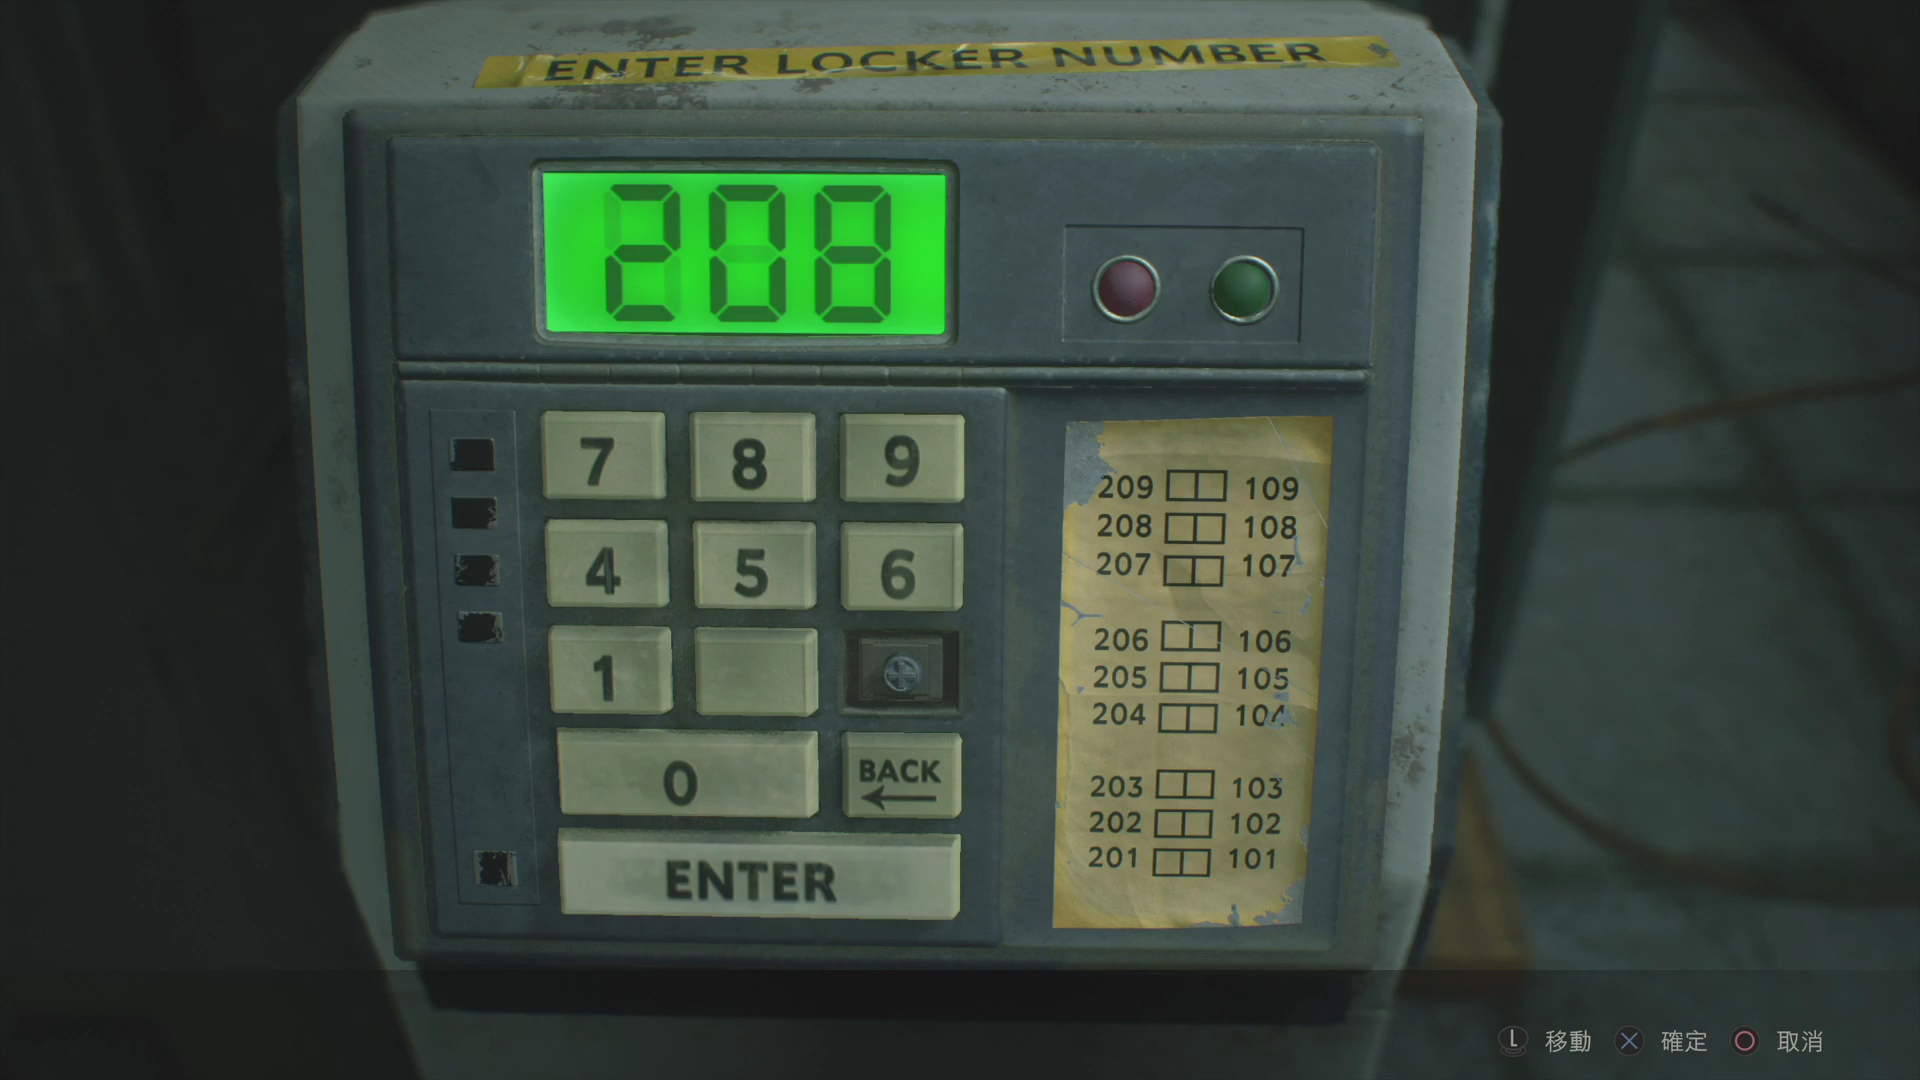 ENTER LOCKER NUMBER
208
7 8 9
4 5 6
1
0 BACK
ENTER
209 109
208 108
207 107
206 106
205 105
204 104
203 103
202 102
201 101
L 移動 確定 取消